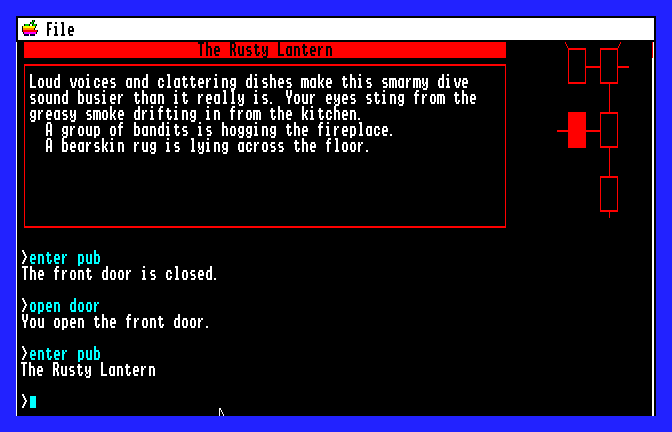 File
The Rusty Lantern
Loud voices and clattering dishes make this smarmy dive
sound busier than it really is. Your eyes sting from the
greasy smoke drifting in from the kitchen.
A group of bandits is hogging the fireplace.
A bearskin rug is lying across the floor.
>enter pub
The front door is closed.
>open door
You open the front door.
>enter pub
The Rusty Lantern
>